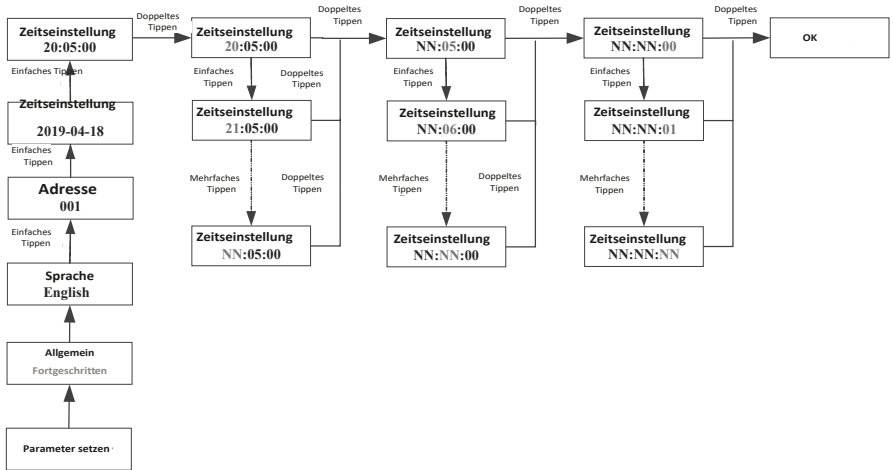 Doppeltes
Tippen
Doppeltes
Tippen
Doppeltes
Tippen
Doppeltes
Tippen
Zeitseinstellung
20:05:00
Zeitseinstellung
20:05:00
Zeitseinstellung
NN:05:00
Zeitseinstellung
NN:NN:00
OK
Einfaches Tippen
Einfaches
Tippen
Doppeltes
Tippen
Einfaches
Tippen
Einfaches
Tippen
Zeitseinstellung
2019-04-18
Zeitseinstellung
21:05:00
Zeitseinstellung
NN:06:00
Zeitseinstellung
NN:NN:01
Einfaches
Tippen
Adresse
001
Mehrfaches
Tippen
Doppeltes
Tippen
Mehrfaches
Tippen
Doppeltes
Tippen
Mehrfaches
Tippen
Einfaches
Tippen
Zeitseinstellung
NN:05:00
Zeitseinstellung
NN:NN:00
Zeitseinstellung
NN:NN:NN
Sprache
English
Allgemein
Fortgeschritten
Parameter setzen